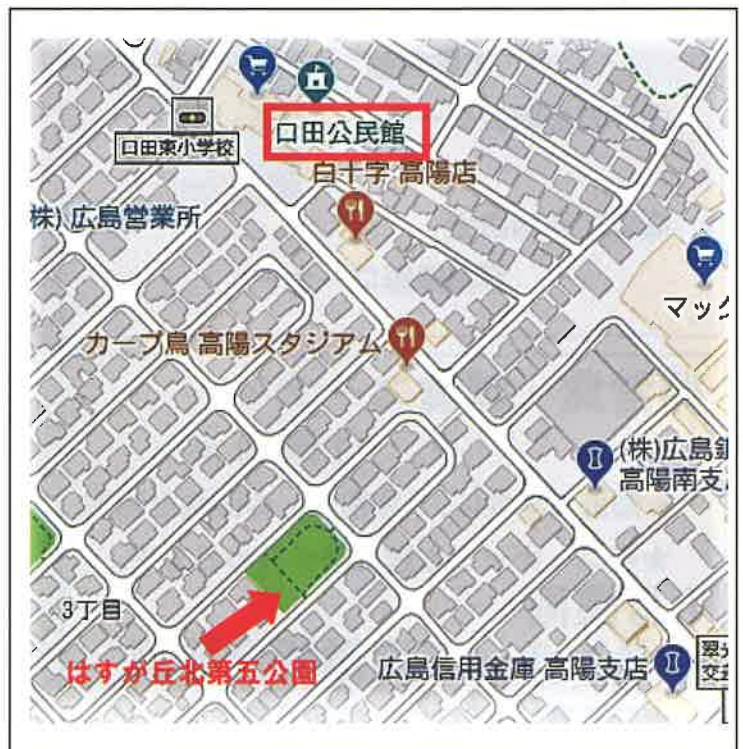 口田公民館
口田東小学校
白十字 高陽店
株) 広島営業所
マック
カープ鳥 高陽スタジアム
(株)広島銀
高陽南支
3丁目
はすが丘北第五公園
広島信用金庫 高陽支店
翠
交